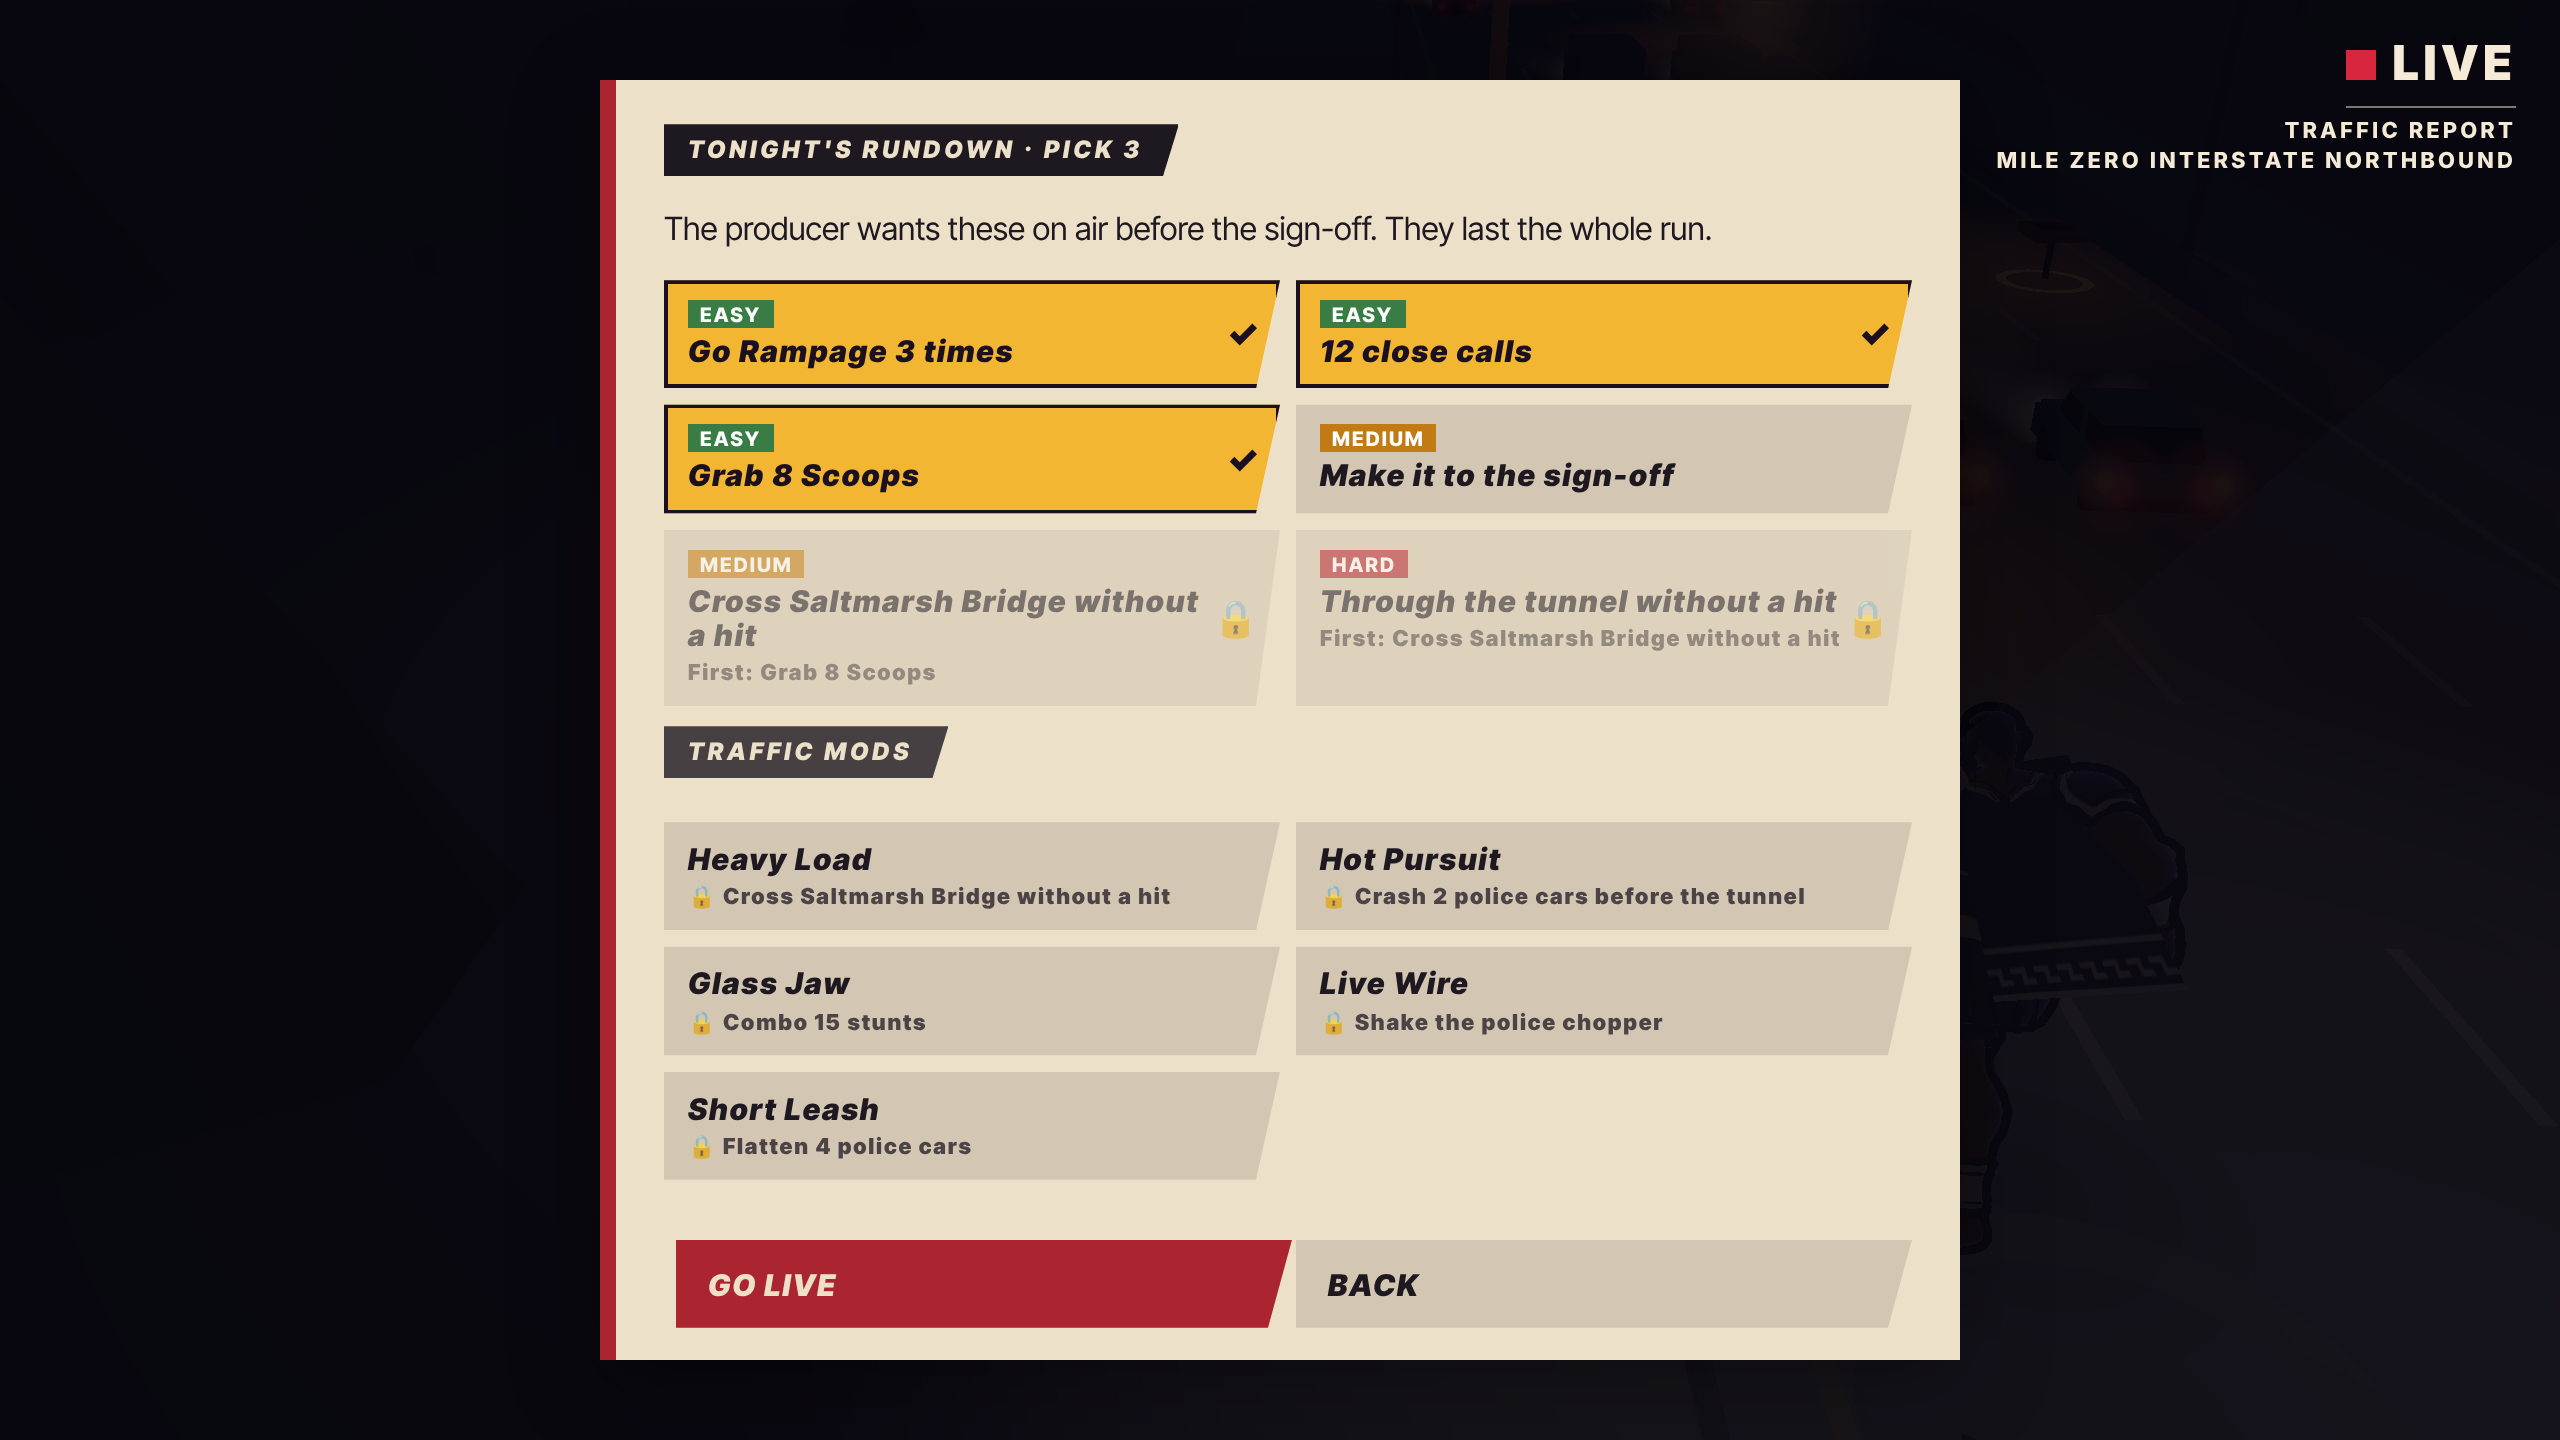 LIVE
TRAFFIC REPORT
MILE ZERO INTERSTATE NORTHBOUND
TONIGHT'S RUNDOWN · PICK 3
The producer wants these on air before the sign-off. They last the whole run.
EASY
Go Rampage 3 times
EASY
12 close calls
EASY
Grab 8 Scoops
MEDIUM
Make it to the sign-off
MEDIUM
Cross Saltmarsh Bridge without
a hit
First: Grab 8 Scoops
HARD
Through the tunnel without a hit
First: Cross Saltmarsh Bridge without a hit
TRAFFIC MODS
Heavy Load
Cross Saltmarsh Bridge without a hit
Hot Pursuit
Crash 2 police cars before the tunnel
Glass Jaw
Combo 15 stunts
Live Wire
Shake the police chopper
Short Leash
Flatten 4 police cars
GO LIVE
BACK